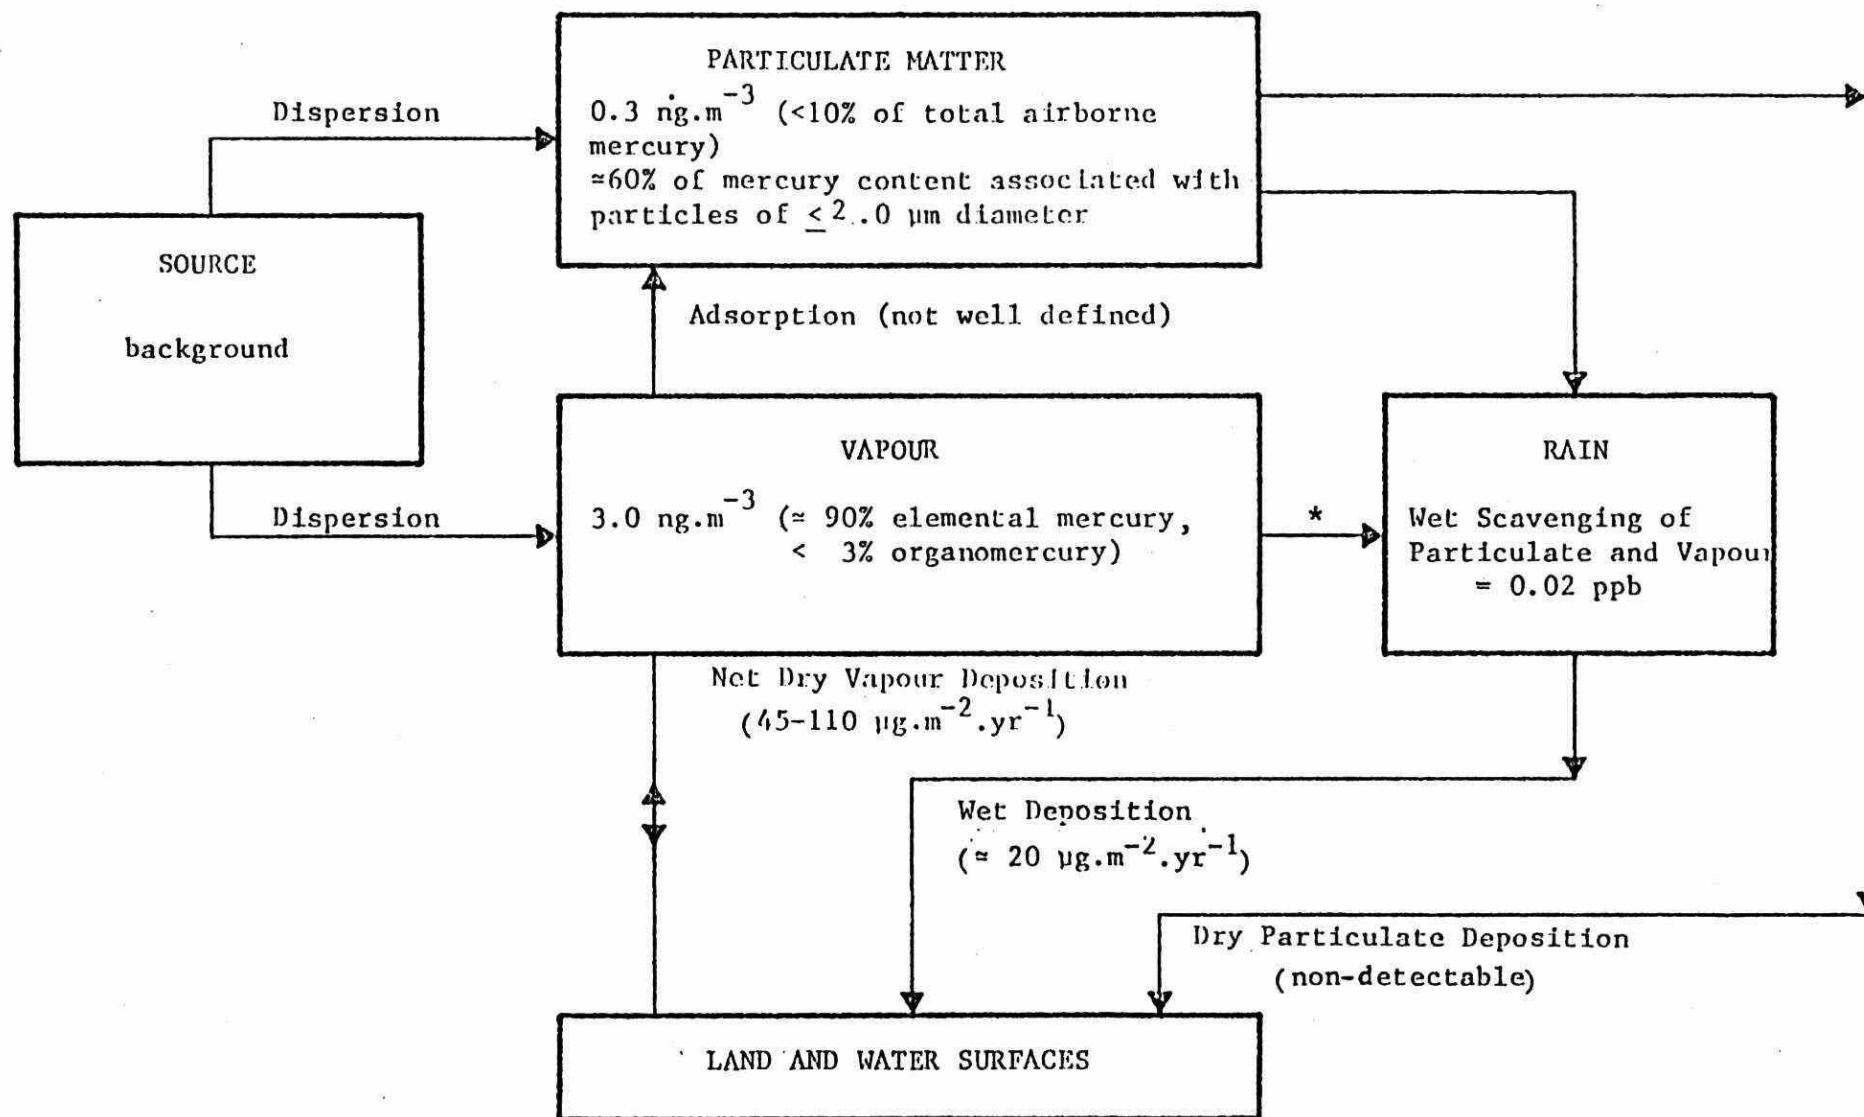 PARTICULATE MATTER
0.3 ng.m⁻³ (<10% of total airborne
mercury)
≃60% of mercury content associated with
particles of ≤2.0 µm diameter
Dispersion
SOURCE
background
Adsorption (not well defined)
Dispersion
VAPOUR
3.0 ng.m⁻³ (≃ 90% elemental mercury,
< 3% organomercury)
*
RAIN
Wet Scavenging of
Particulate and Vapour
= 0.02 ppb
Net Dry Vapour Deposition
(45-110 µg.m⁻².yr⁻¹)
Wet Deposition
(≃ 20 µg.m⁻².yr⁻¹)
Dry Particulate Deposition
(non-detectable)
LAND AND WATER SURFACES